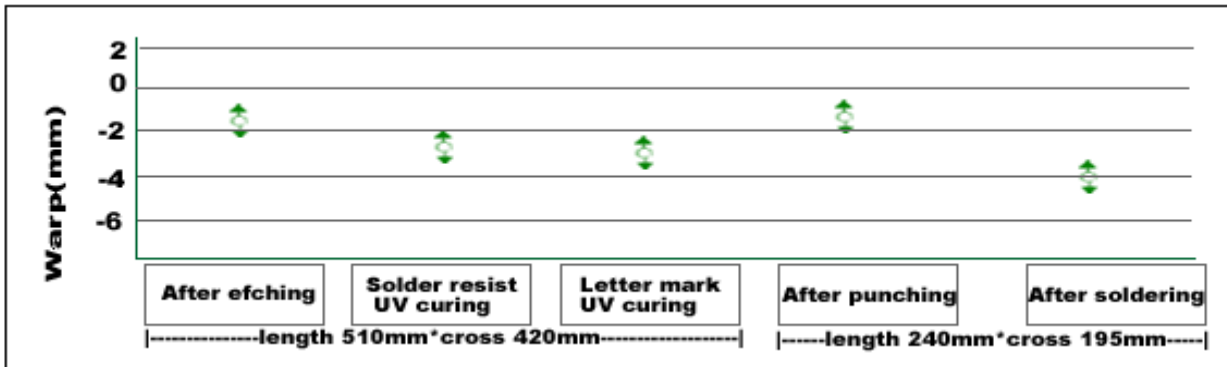 2
0
-2
-4
-6
Warp(mm)
After efching
Solder resist
UV curing
Letter mark
UV curing
After punching
After soldering
|---------------length 510mm*cross 420mm-------------------|
|------length 240mm*cross 195mm-----|